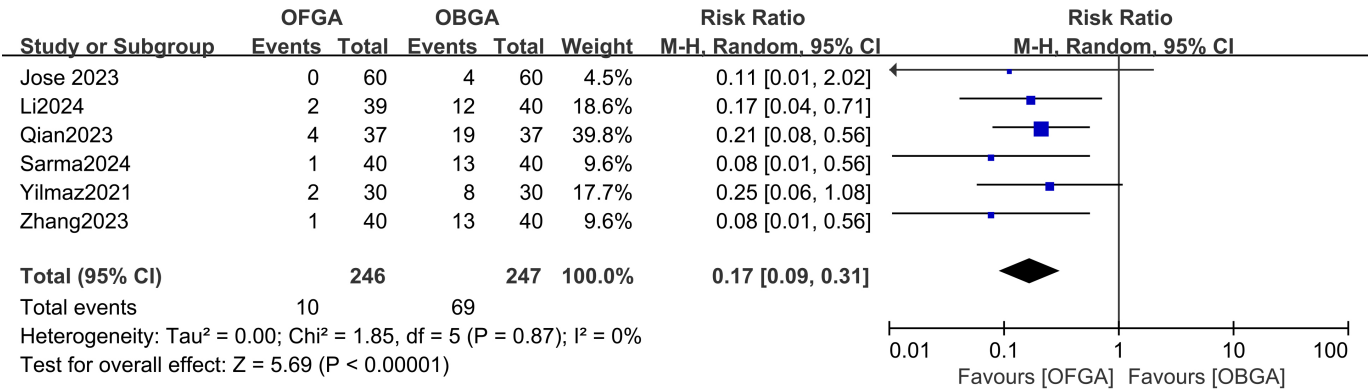 OFGA OBGA Risk Ratio Risk Ratio
Study or Subgroup Events Total Events Total Weight M-H, Random, 95% CI M-H, Random, 95% CI
Jose 2023 0 60 4 60 4.5% 0.11 [0.01, 2.02]
Li2024 2 39 12 40 18.6% 0.17 [0.04, 0.71]
Qian2023 4 37 19 37 39.8% 0.21 [0.08, 0.56]
Sarma2024 1 40 13 40 9.6% 0.08 [0.01, 0.56]
Yilmaz2021 2 30 8 30 17.7% 0.25 [0.06, 1.08]
Zhang2023 1 40 13 40 9.6% 0.08 [0.01, 0.56]
Total (95% CI) 246 247 100.0% 0.17 [0.09, 0.31]
Total events 10 69
Heterogeneity: Tau² = 0.00; Chi² = 1.85, df = 5 (P = 0.87); I² = 0%
Test for overall effect: Z = 5.69 (P < 0.00001)
0.01 0.1 1 10 100
Favours [OFGA] Favours [OBGA]